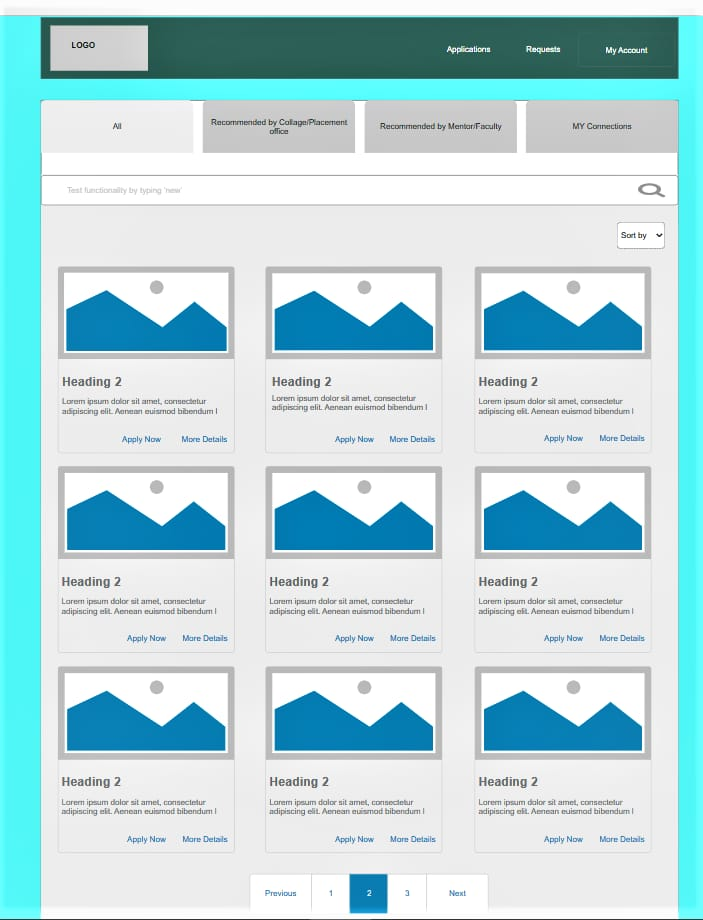 LOGO
Applications
Requests
My Account
All
Recommended by Collage/Placement
office
Recommended by Mentor/Faculty
MY Connections
Test functionality by typing 'new'
Sort by
Heading 2
Lorem ipsum dolor sit amet, consectetur
adipiscing elit. Aenean euismod bibendum l
Apply Now More Details
Heading 2
Lorem ipsum dolor sit amet, consectetur
adipiscing elit. Aenean euismod bibendum l
Apply Now More Details
Heading 2
Lorem ipsum dolor sit amet, consectetur
adipiscing elit. Aenean euismod bibendum l
Apply Now More Details
Heading 2
Lorem ipsum dolor sit amet, consectetur
adipiscing elit. Aenean euismod bibendum l
Apply Now More Details
Heading 2
Lorem ipsum dolor sit amet, consectetur
adipiscing elit. Aenean euismod bibendum l
Apply Now More Details
Heading 2
Lorem ipsum dolor sit amet, consectetur
adipiscing elit. Aenean euismod bibendum l
Apply Now More Details
Heading 2
Lorem ipsum dolor sit amet, consectetur
adipiscing elit. Aenean euismod bibendum l
Apply Now More Details
Heading 2
Lorem ipsum dolor sit amet, consectetur
adipiscing elit. Aenean euismod bibendum l
Apply Now More Details
Heading 2
Lorem ipsum dolor sit amet, consectetur
adipiscing elit. Aenean euismod bibendum l
Apply Now More Details
Previous 1 2 3 Next